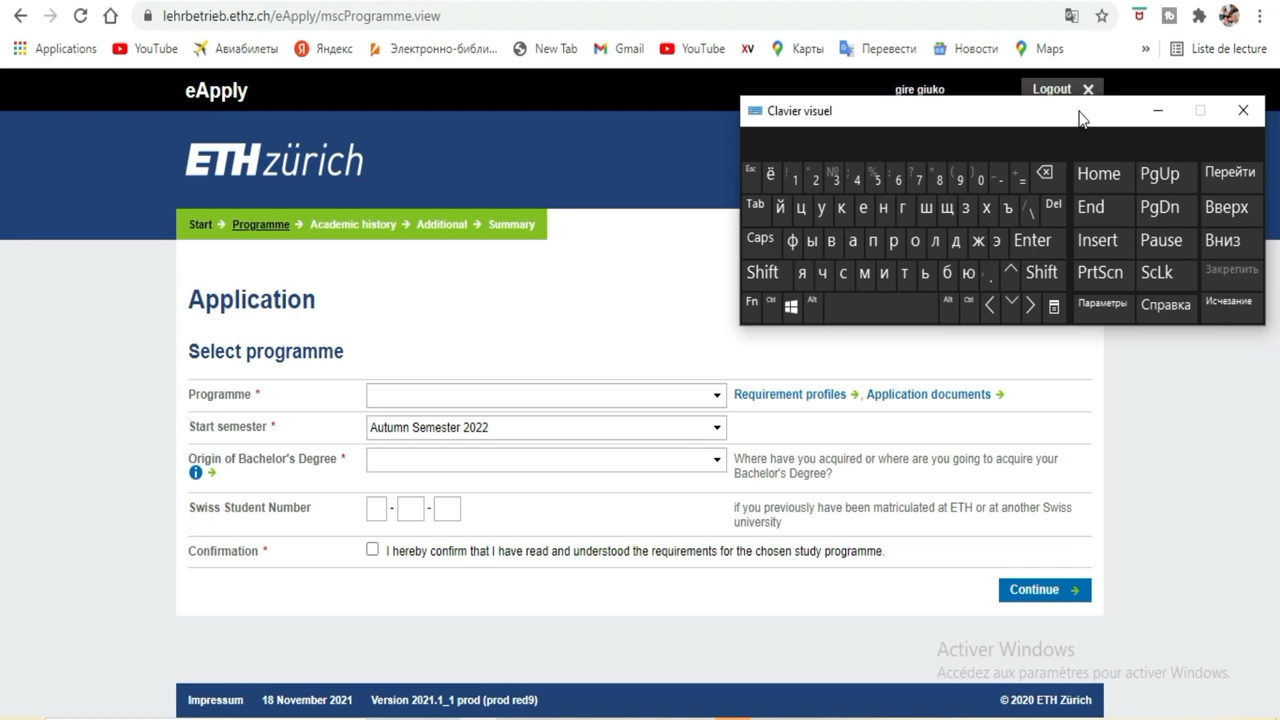 lehrbetrieb.ethz.ch/eApply/mscProgramme.view
Applications YouTube Авиабилеты Яндекс Электронно-библи... New Tab Gmail YouTube XV Карты Перевести Новости Maps » Liste de lecture
eApply gire giuko Logout
Clavier visuel
ETH zürich
Esc ё ! 1 " 2 № 3 ; 4 % 5 : 6 ? 7 * 8 ( 9 ) 0 _ - + = Home PgUp Перейти
Tab й ц у к е н г ш щ з х ъ / \ Del End PgDn Вверх
Caps ф ы в а п р о л д ж э Enter Insert Pause Вниз
Shift я ч с м и т ь б ю , . Shift PrtScn ScLk Закрепить
Fn Ctrl Alt Alt Ctrl Параметры Справка Исчезание
Start Programme Academic history Additional Summary
Application
Select programme
Programme * Requirement profiles , Application documents
Start semester * Autumn Semester 2022
Origin of Bachelor's Degree * Where have you acquired or where are you going to acquire your
Bachelor's Degree?
Swiss Student Number - - if you previously have been matriculated at ETH or at another Swiss
university
Confirmation * I hereby confirm that I have read and understood the requirements for the chosen study programme.
Continue
Activer Windows
Accédez aux paramètres pour activer Windows.
Impressum 18 November 2021 Version 2021.1_1 prod (prod red9) © 2020 ETH Zürich